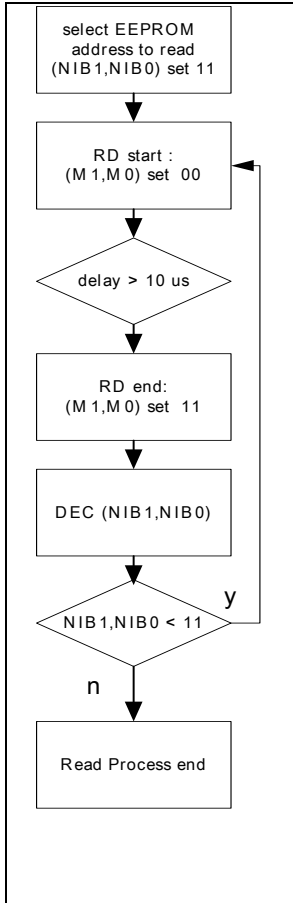 select EEPROM
address to read
(NIB1,NIB0) set 11
RD start :
(M1,M0) set 00
delay > 10 us
RD end:
(M1,M0) set 11
DEC (NIB1,NIB0)
NIB1,NIB0 < 11
y
n
Read Process end